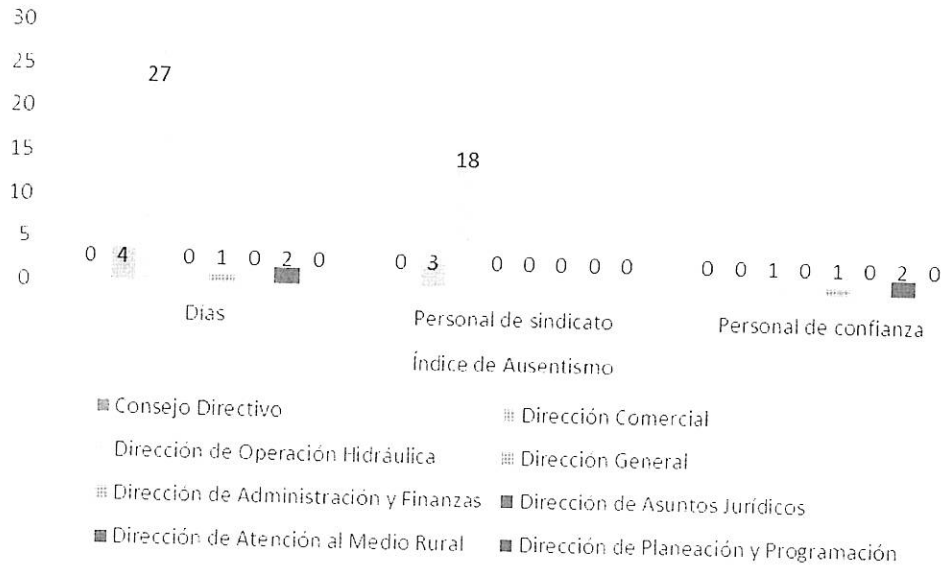 30
25
27
20
15
18
10
5
0 4 0 1 0 2 0 0 3 0 0 0 0 0 0 0 1 0 1 0 2 0
0
Días Personal de sindicato Personal de confianza
Índice de Ausentismo
Consejo Directivo Dirección Comercial
Dirección de Operación Hidráulica Dirección General
Dirección de Administración y Finanzas Dirección de Asuntos Jurídicos
Dirección de Atención al Medio Rural Dirección de Planeación y Programación